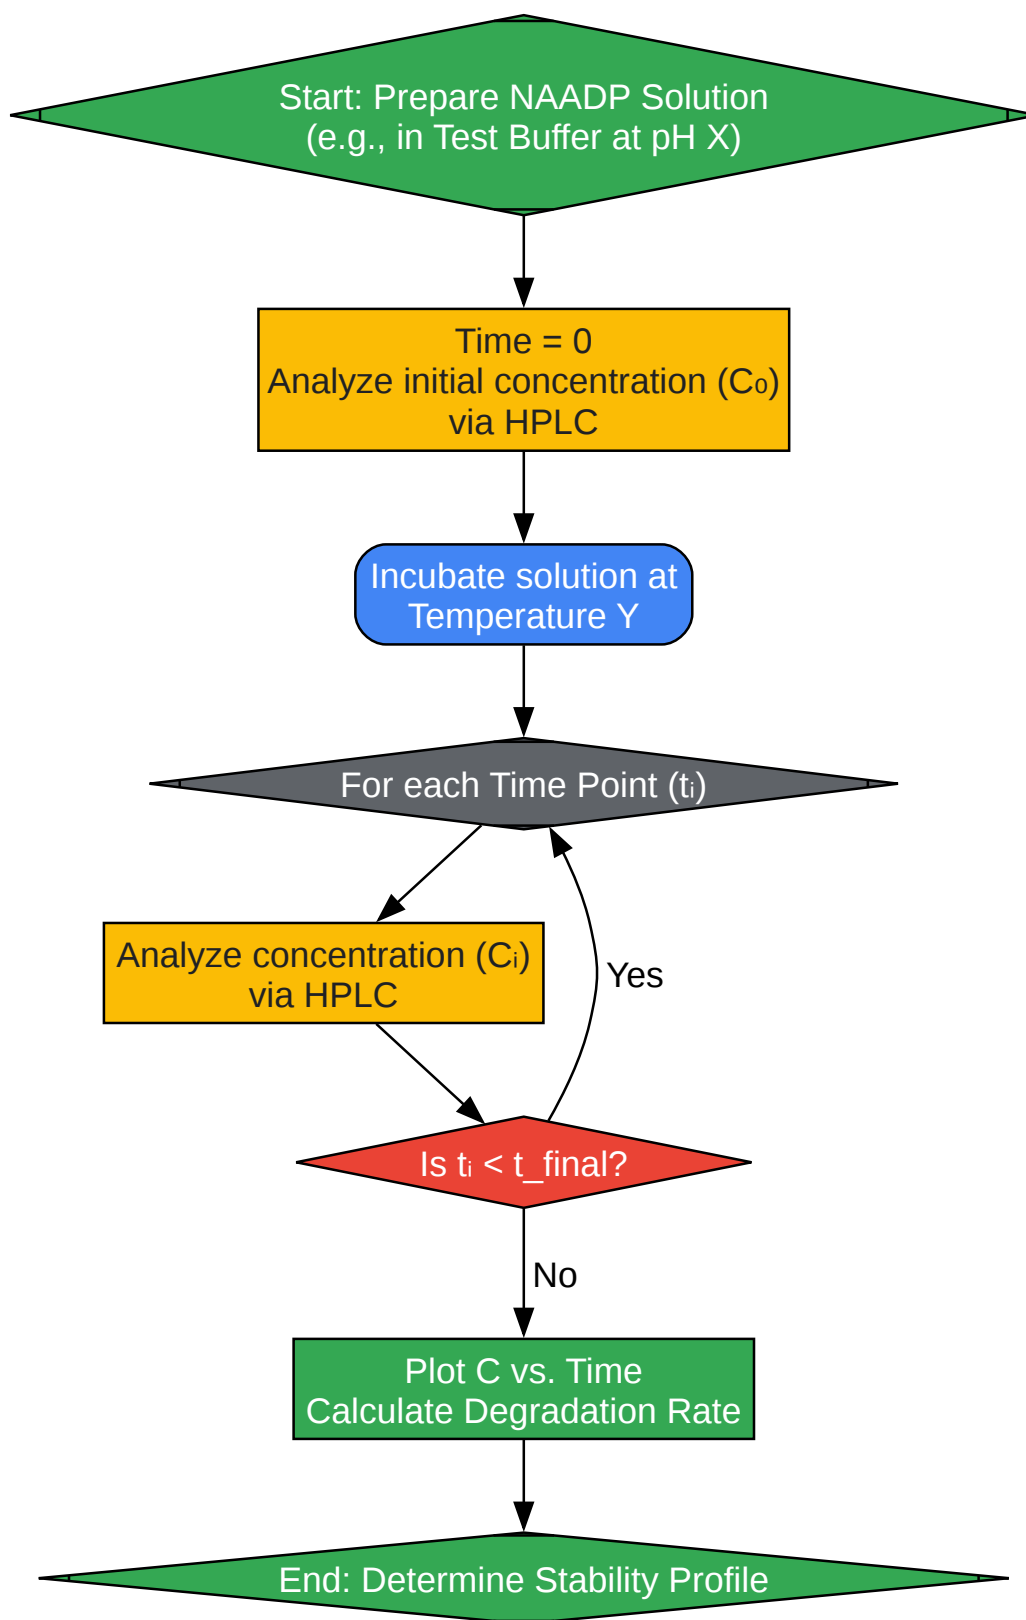 Start: Prepare NAADP Solution
(e.g., in Test Buffer at pH X)
Time = 0
Analyze initial concentration (C₀)
via HPLC
Incubate solution at
Temperature Y
For each Time Point (tᵢ)
Analyze concentration (Cᵢ)
via HPLC
Yes
Is tᵢ < t_final?
No
Plot C vs. Time
Calculate Degradation Rate
End: Determine Stability Profile